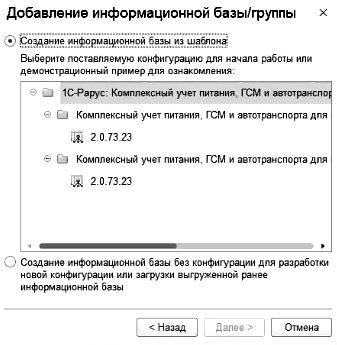 Добавление информационной базы/группы
Создание информационной базы из шаблона
Выберите поставляемую конфигурацию для начала работы или
демонстрационный пример для ознакомления:
1С-Рарус: Комплексный учет питания, ГСМ и автотранспор
Комплексный учет питания, ГСМ и автотранспорта для
2.0.73.23
Комплексный учет питания, ГСМ и автотранспорта для
2.0.73.23
Создание информационной базы без конфигурации для разработки
новой конфигурации или загрузки выгруженной ранее
информационной базы
< Назад
Далее >
Отмена